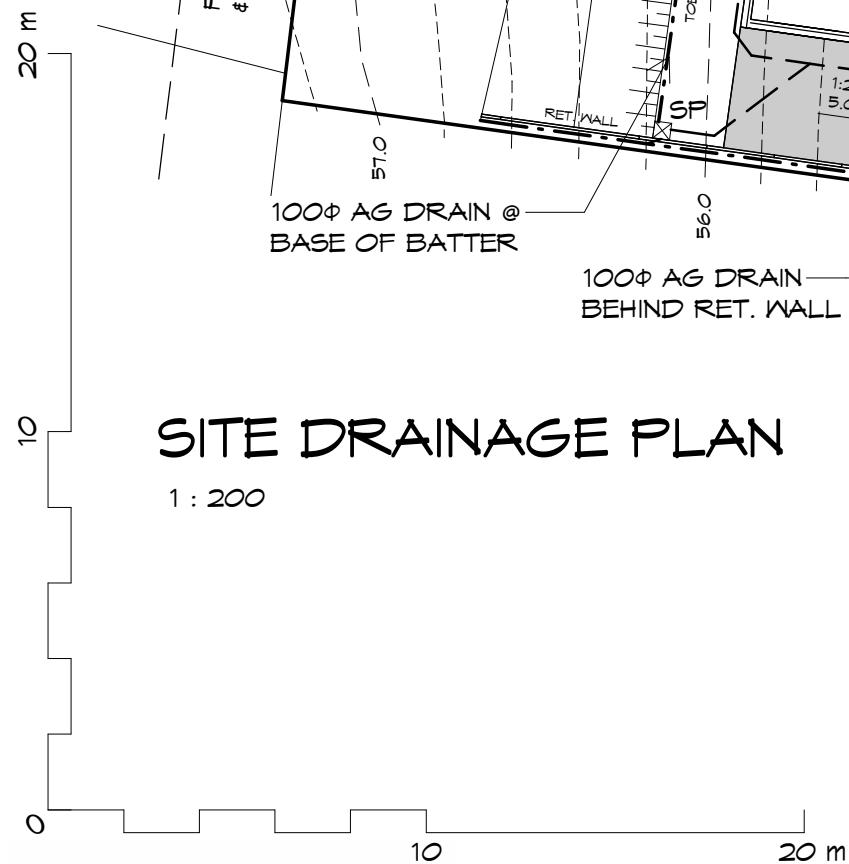 20 m
SP
RET. WALL
57.0
100Φ AG DRAIN @
BASE OF BATTER
56.0
100Φ AG DRAIN
BEHIND RET. WALL
10
SITE DRAINAGE PLAN
1 : 200
0
10
20 m